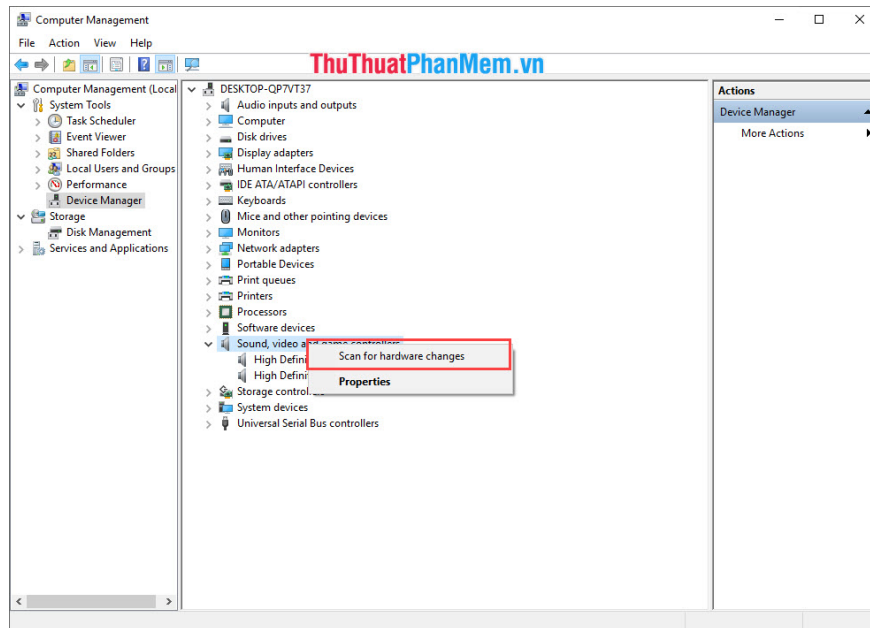 Computer Management
File Action View Help
ThuThuatPhanMem.vn
Computer Management (Local
System Tools
Task Scheduler
Event Viewer
Shared Folders
Local Users and Groups
Performance
Device Manager
Storage
Disk Management
Services and Applications
DESKTOP-QP7VT37
Audio inputs and outputs
Computer
Disk drives
Display adapters
Human Interface Devices
IDE ATA/ATAPI controllers
Keyboards
Mice and other pointing devices
Monitors
Network adapters
Portable Devices
Print queues
Printers
Processors
Software devices
Sound, video and game controllers
High Defini
High Defini
Storage control
System devices
Universal Serial Bus controllers
Scan for hardware changes
Properties
Actions
Device Manager
More Actions